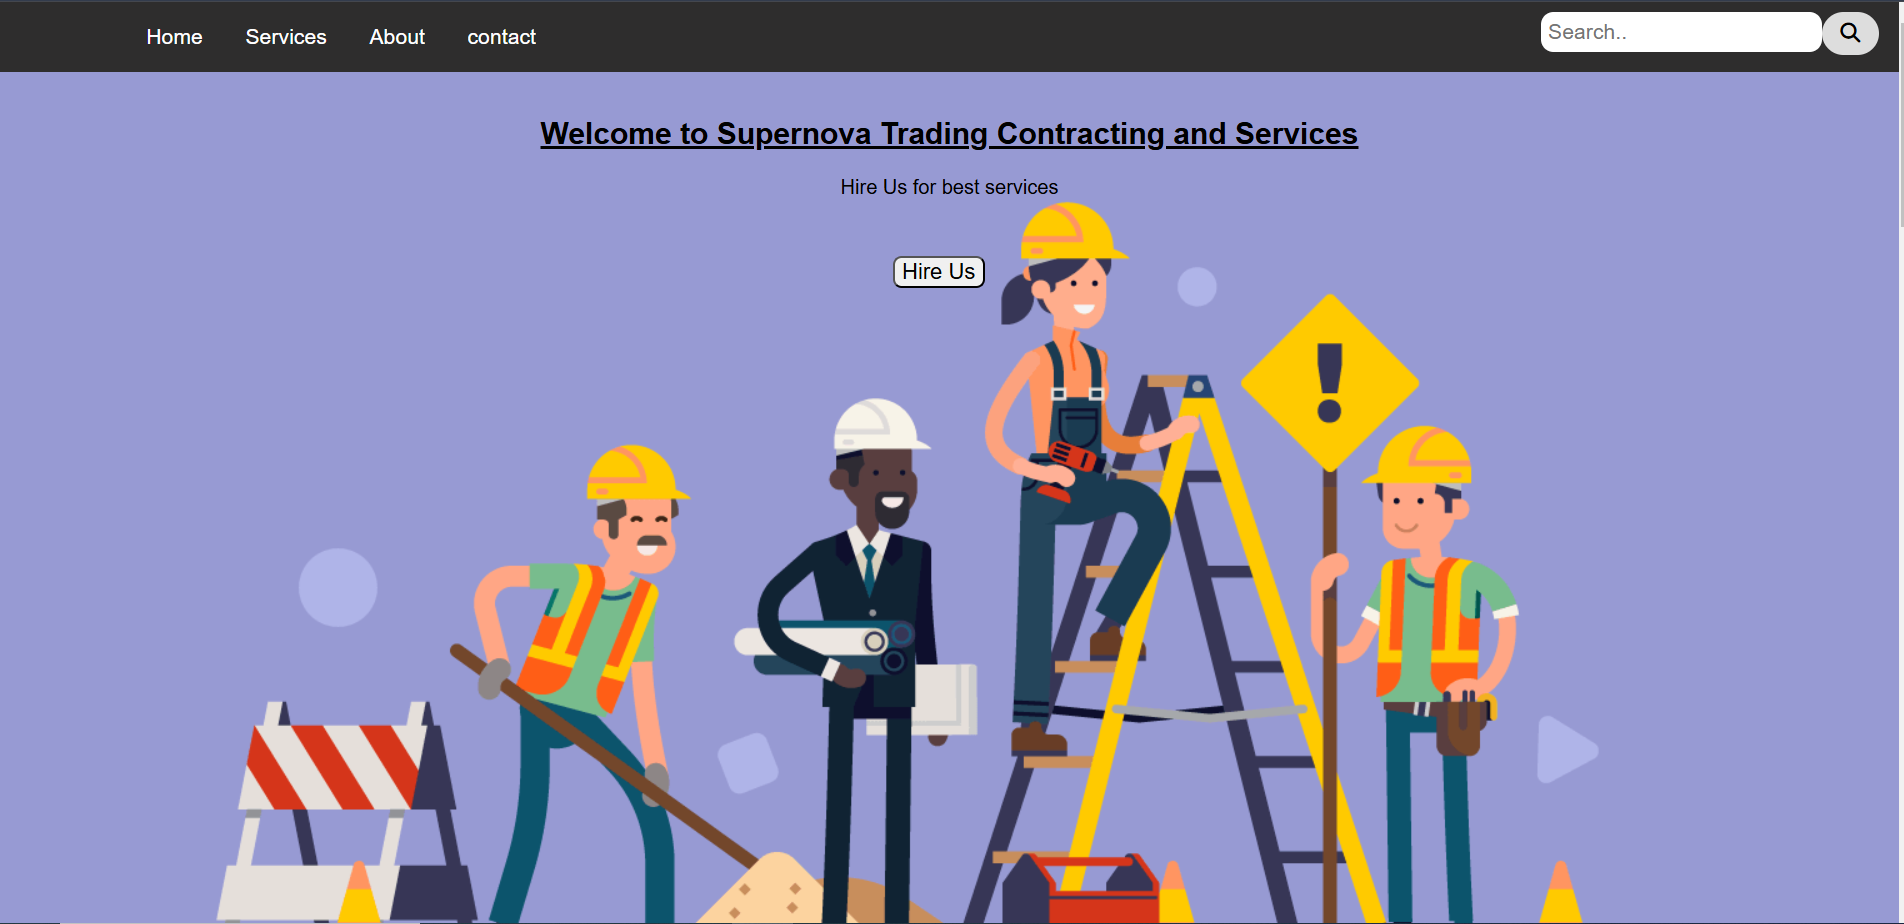 Home Services About contact Search..
Welcome to Supernova Trading Contracting and Services
Hire Us for best services
Hire Us
!